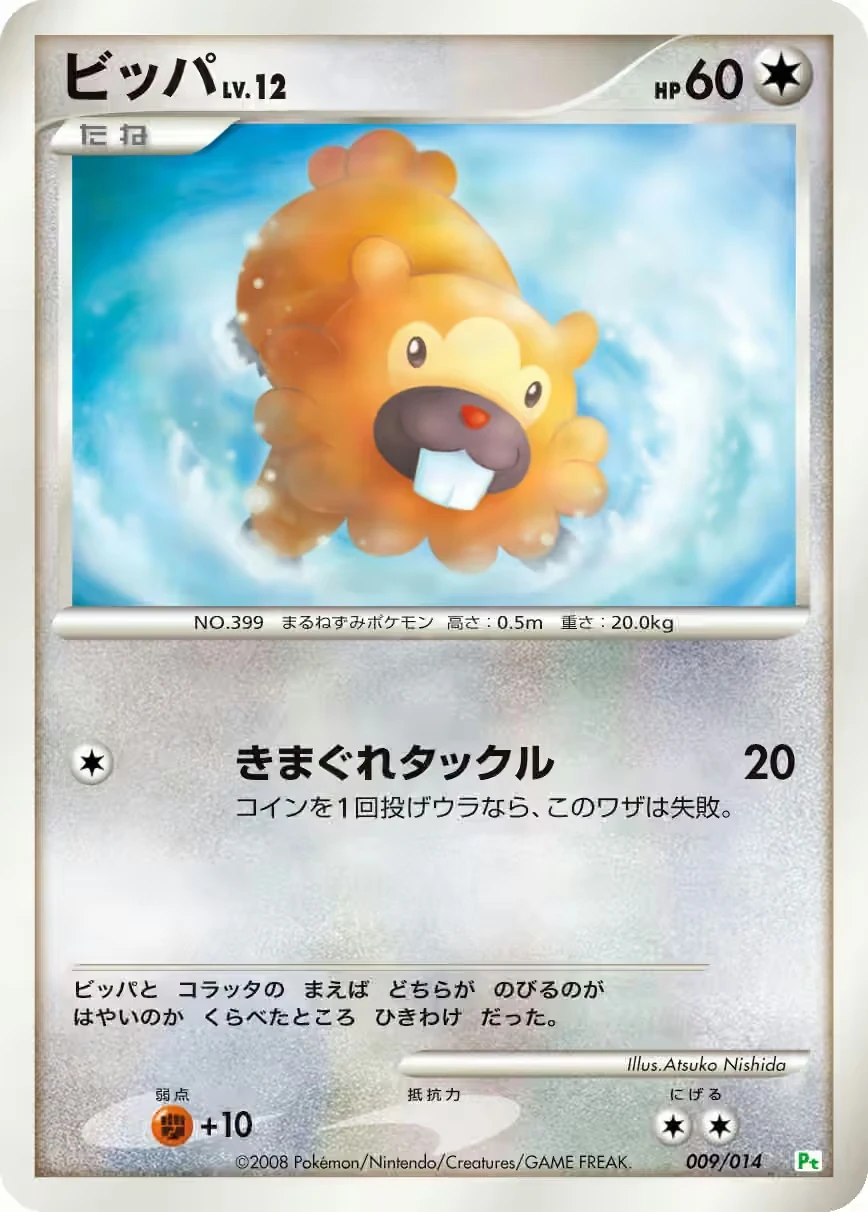 ビッパ LV.12 HP 60
たね
NO.399 まるねずみポケモン 高さ:0.5m 重さ:20.0kg
きまぐれタックル 20
コインを1回投げウラなら、このワザは失敗。
ビッパと コラッタの まえば どちらが のびるのが
はやいのか くらべたところ ひきわけ だった。
Illus.Atsuko Nishida
弱点 抵抗力 にげる
+10
©2008 Pokémon/Nintendo/Creatures/GAME FREAK. 009/014 Pt